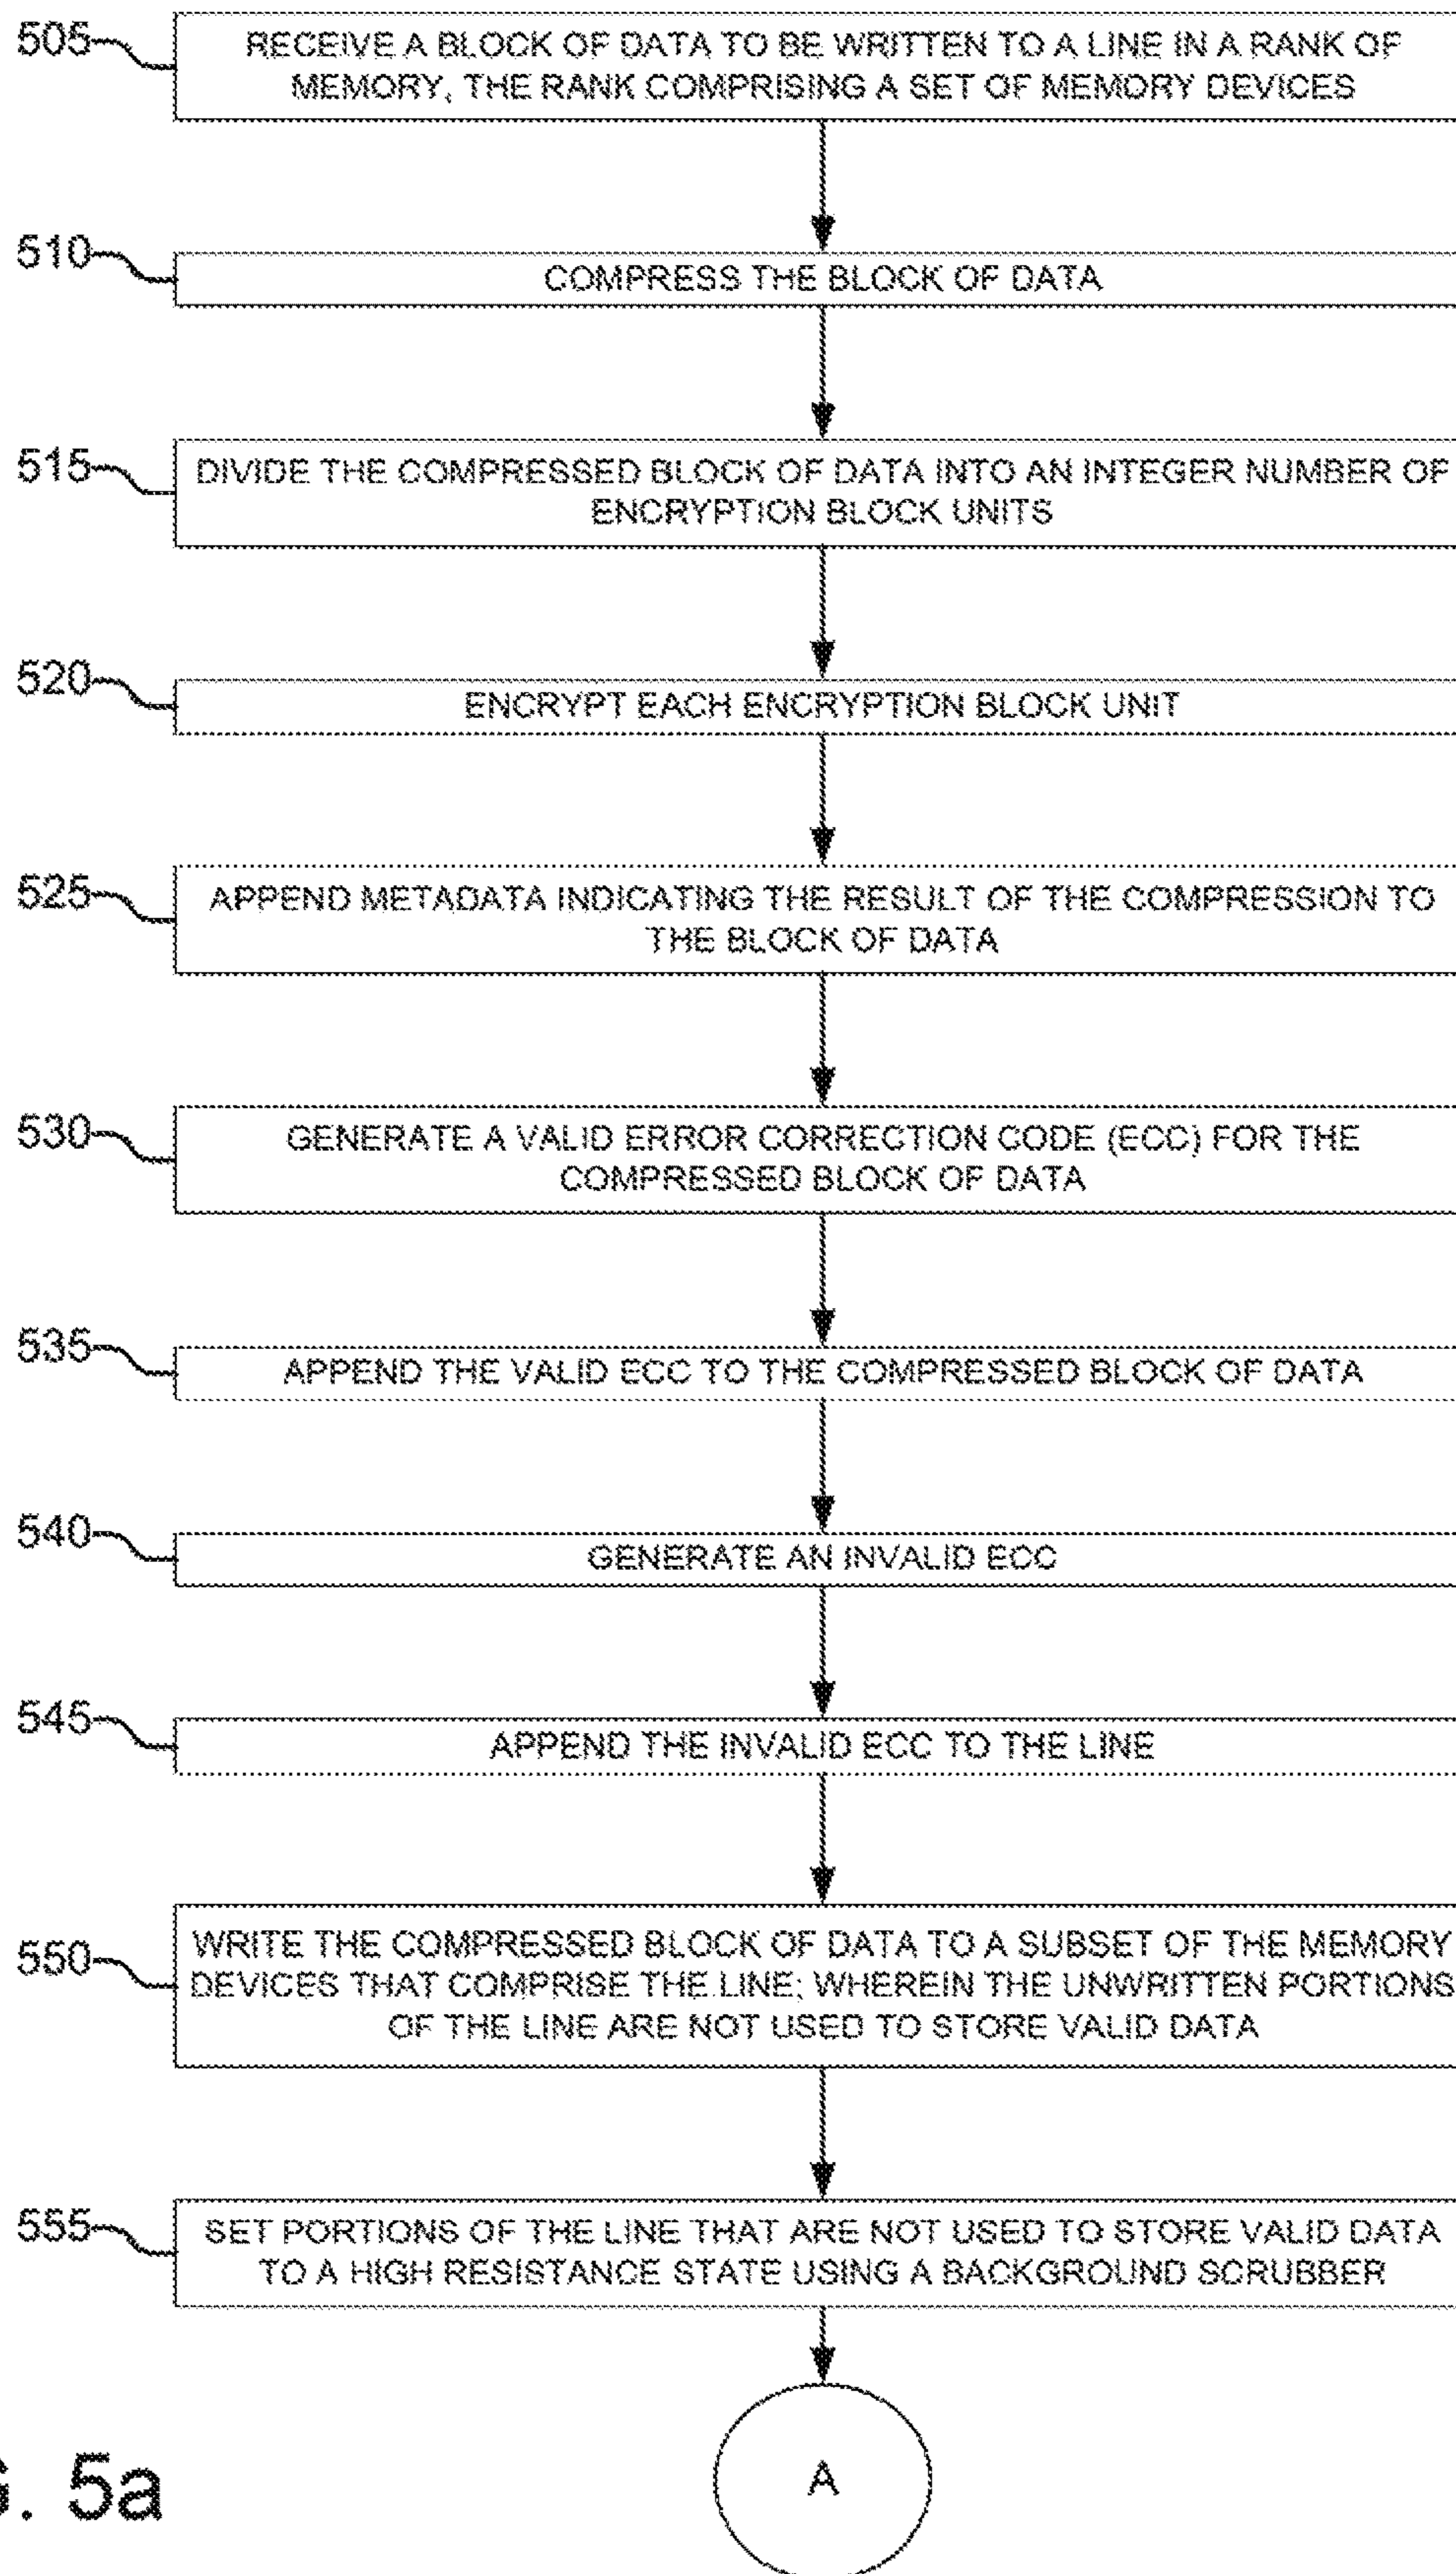 505
RECEIVE A BLOCK OF DATA TO BE WRITTEN TO A LINE IN A RANK OF
MEMORY, THE RANK COMPRISING A SET OF MEMORY DEVICES
510
COMPRESS THE BLOCK OF DATA
515
DIVIDE THE COMPRESSED BLOCK OF DATA INTO AN INTEGER NUMBER OF
ENCRYPTION BLOCK UNITS
520
ENCRYPT EACH ENCRYPTION BLOCK UNIT
525
APPEND METADATA INDICATING THE RESULT OF THE COMPRESSION TO
THE BLOCK OF DATA
530
GENERATE A VALID ERROR CORRECTION CODE (ECC) FOR THE
COMPRESSED BLOCK OF DATA
535
APPEND THE VALID ECC TO THE COMPRESSED BLOCK OF DATA
540
GENERATE AN INVALID ECC
545
APPEND THE INVALID ECC TO THE LINE
550
WRITE THE COMPRESSED BLOCK OF DATA TO A SUBSET OF THE MEMORY
DEVICES THAT COMPRISE THE LINE; WHEREIN THE UNWRITTEN PORTIONS
OF THE LINE ARE NOT USED TO STORE VALID DATA
555
SET PORTIONS OF THE LINE THAT ARE NOT USED TO STORE VALID DATA
TO A HIGH RESISTANCE STATE USING A BACKGROUND SCRUBBER
A
G. 5a